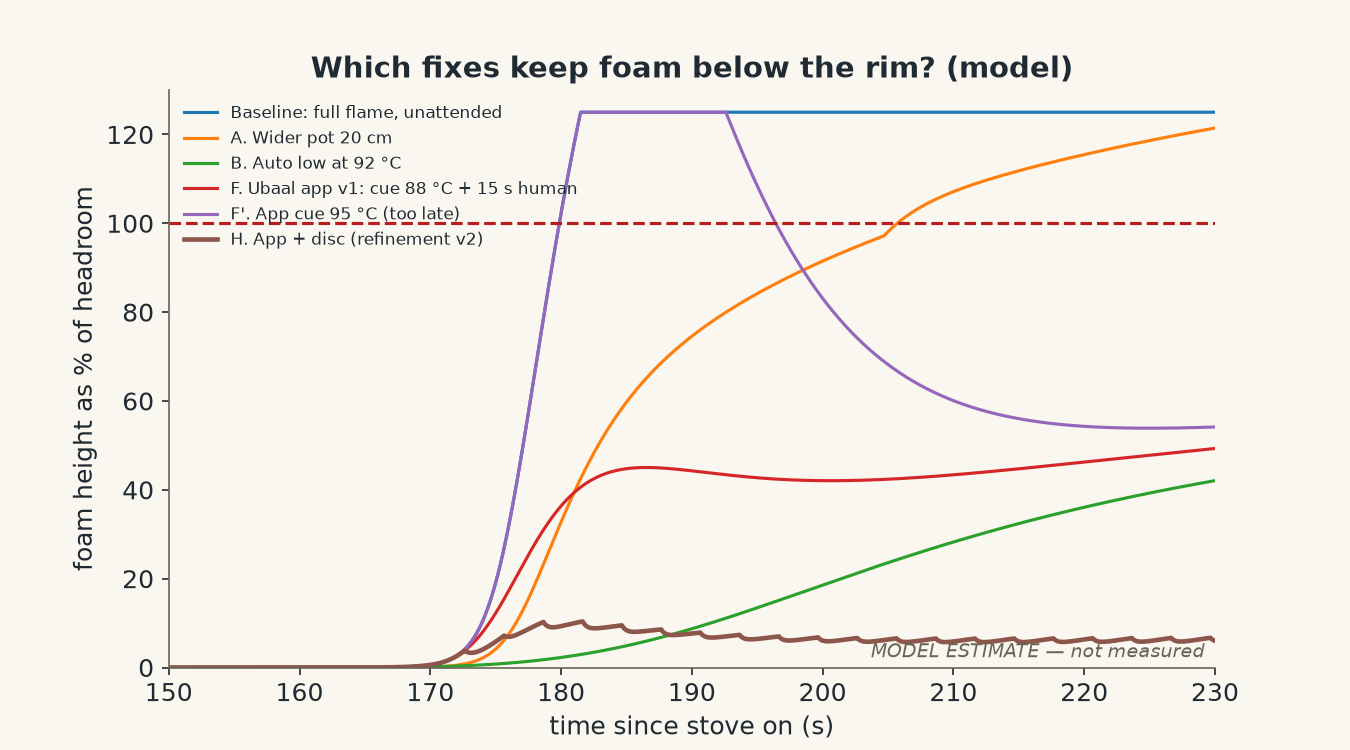 Which fixes keep foam below the rim? (model)
Baseline: full flame, unattended
A. Wider pot 20 cm
B. Auto low at 92 °C
F. Ubaal app v1: cue 88 °C + 15 s human
F'. App cue 95 °C (too late)
H. App + disc (refinement v2)
foam height as % of headroom
120
100
80
60
40
20
0
MODEL ESTIMATE — not measured
150 160 170 180 190 200 210 220 230
time since stove on (s)